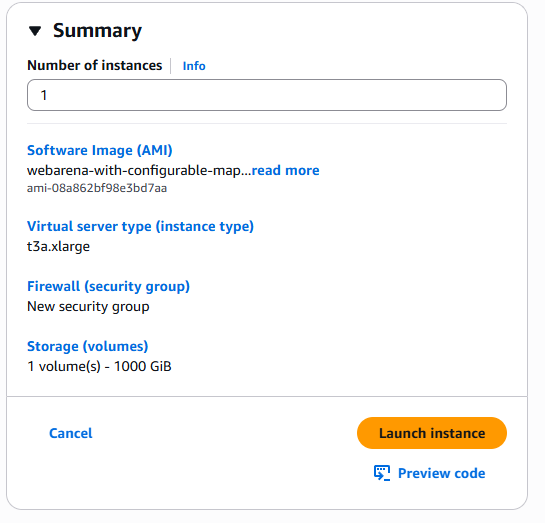 Summary
Number of instances Info
1
Software Image (AMI)
webarena-with-configurable-map...read more
ami-08a862bf98e3bd7aa
Virtual server type (instance type)
t3a.xlarge
Firewall (security group)
New security group
Storage (volumes)
1 volume(s) - 1000 GiB
Cancel
Launch instance
Preview code